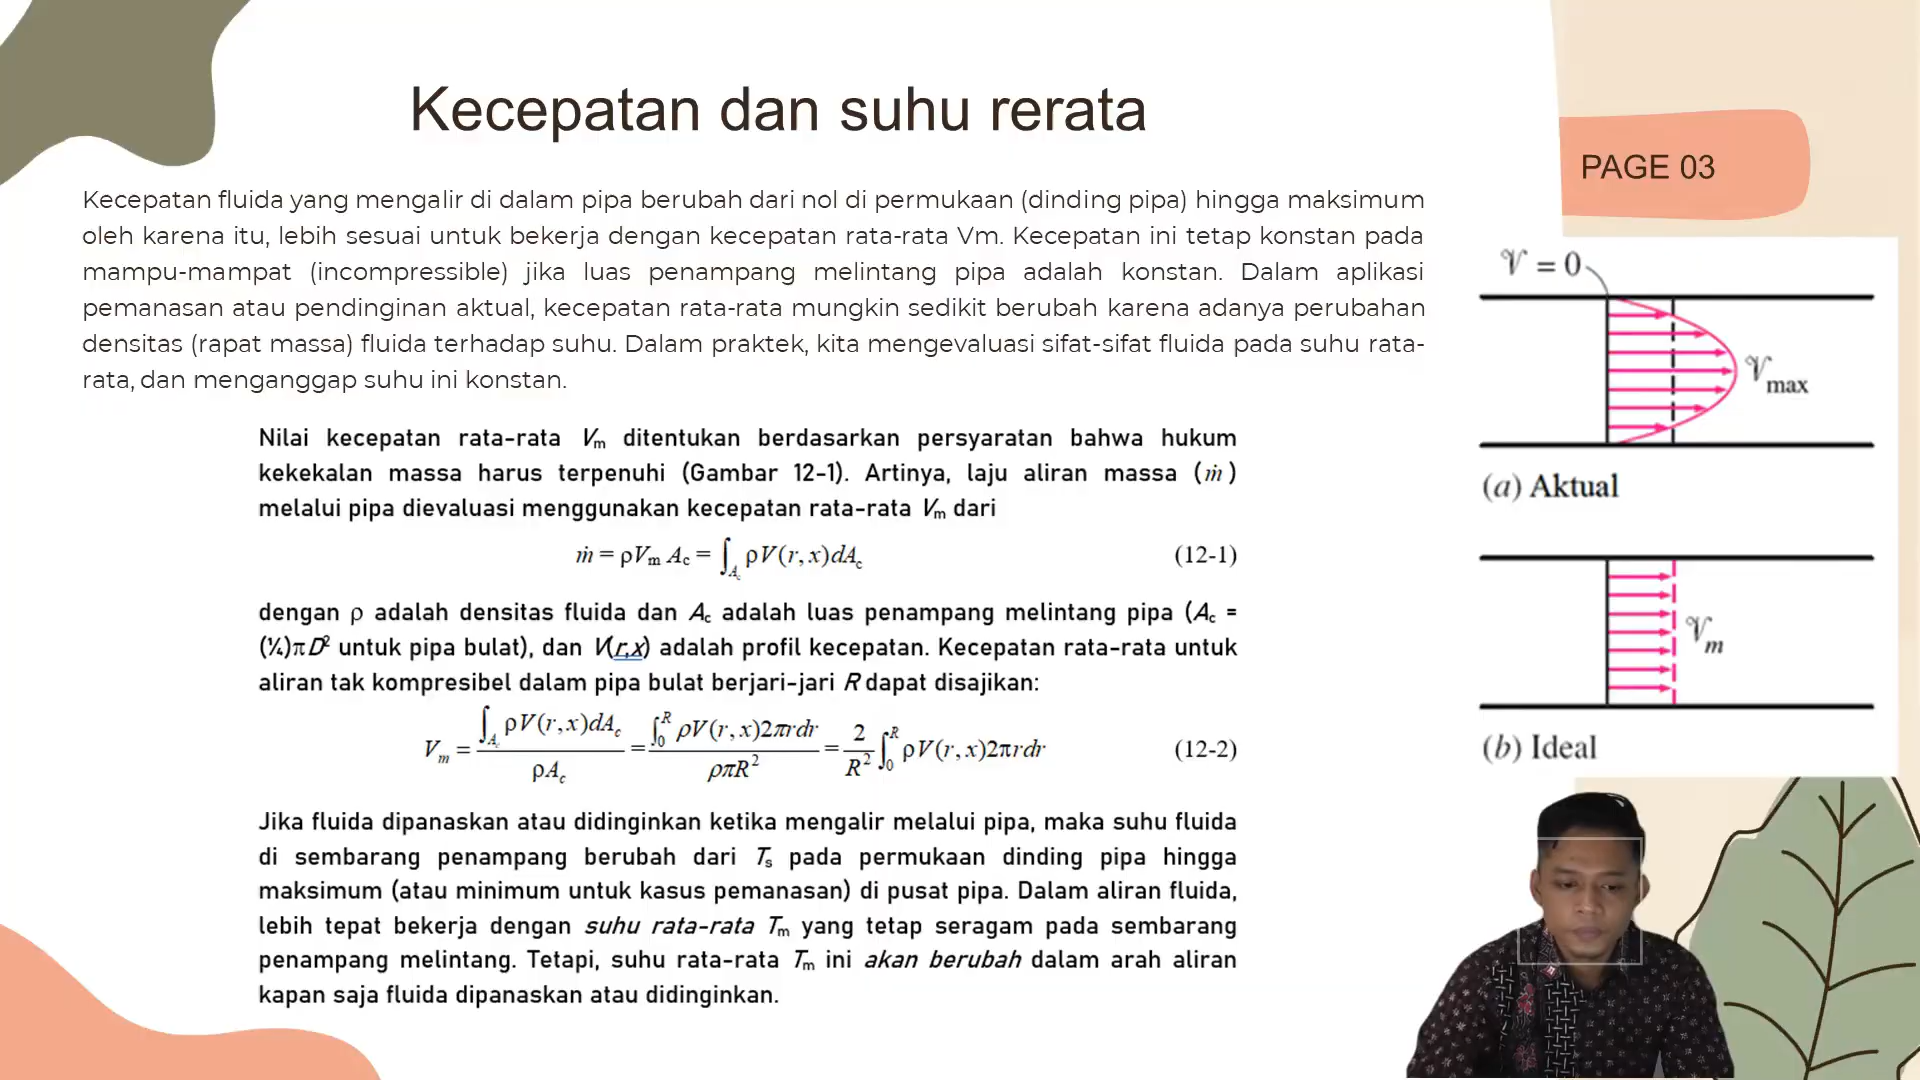 Kecepatan dan suhu rerata
PAGE 03
Kecepatan fluida yang mengalir di dalam pipa berubah dari nol di permukaan (dinding pipa) hingga maksimum
oleh karena itu, lebih sesuai untuk bekerja dengan kecepatan rata-rata Vm. Kecepatan ini tetap konstan pada
mampu-mampat (incompressible) jika luas penampang melintang pipa adalah konstan. Dalam aplikasi
pemanasan atau pendinginan aktual, kecepatan rata-rata mungkin sedikit berubah karena adanya perubahan
densitas (rapat massa) fluida terhadap suhu. Dalam praktek, kita mengevaluasi sifat-sifat fluida pada suhu rata-
rata, dan menganggap suhu ini konstan.
Nilai kecepatan rata-rata Vm ditentukan berdasarkan persyaratan bahwa hukum
kekekalan massa harus terpenuhi (Gambar 12-1). Artinya, laju aliran massa (ṁ)
melalui pipa dievaluasi menggunakan kecepatan rata-rata Vm dari
ṁ = ρVm Ac = ∫Ac ρV(r,x)dAc (12-1)
dengan ρ adalah densitas fluida dan Ac adalah luas penampang melintang pipa (Ac =
(¼)πD² untuk pipa bulat), dan V(r,x) adalah profil kecepatan. Kecepatan rata-rata untuk
aliran tak kompresibel dalam pipa bulat berjari-jari R dapat disajikan:
Vm = ∫Ac ρV(r,x)dAc / ρAc = ∫0^R ρV(r,x)2πrdr / ρπR² = 2/R² ∫0^R ρV(r,x)2πrdr (12-2)
Jika fluida dipanaskan atau didinginkan ketika mengalir melalui pipa, maka suhu fluida
di sembarang penampang berubah dari Ts pada permukaan dinding pipa hingga
maksimum (atau minimum untuk kasus pemanasan) di pusat pipa. Dalam aliran fluida,
lebih tepat bekerja dengan suhu rata-rata Tm yang tetap seragam pada sembarang
penampang melintang. Tetapi, suhu rata-rata Tm ini akan berubah dalam arah aliran
kapan saja fluida dipanaskan atau didinginkan.
𝒱 = 0
𝒱max
(a) Aktual
𝒱m
(b) Ideal